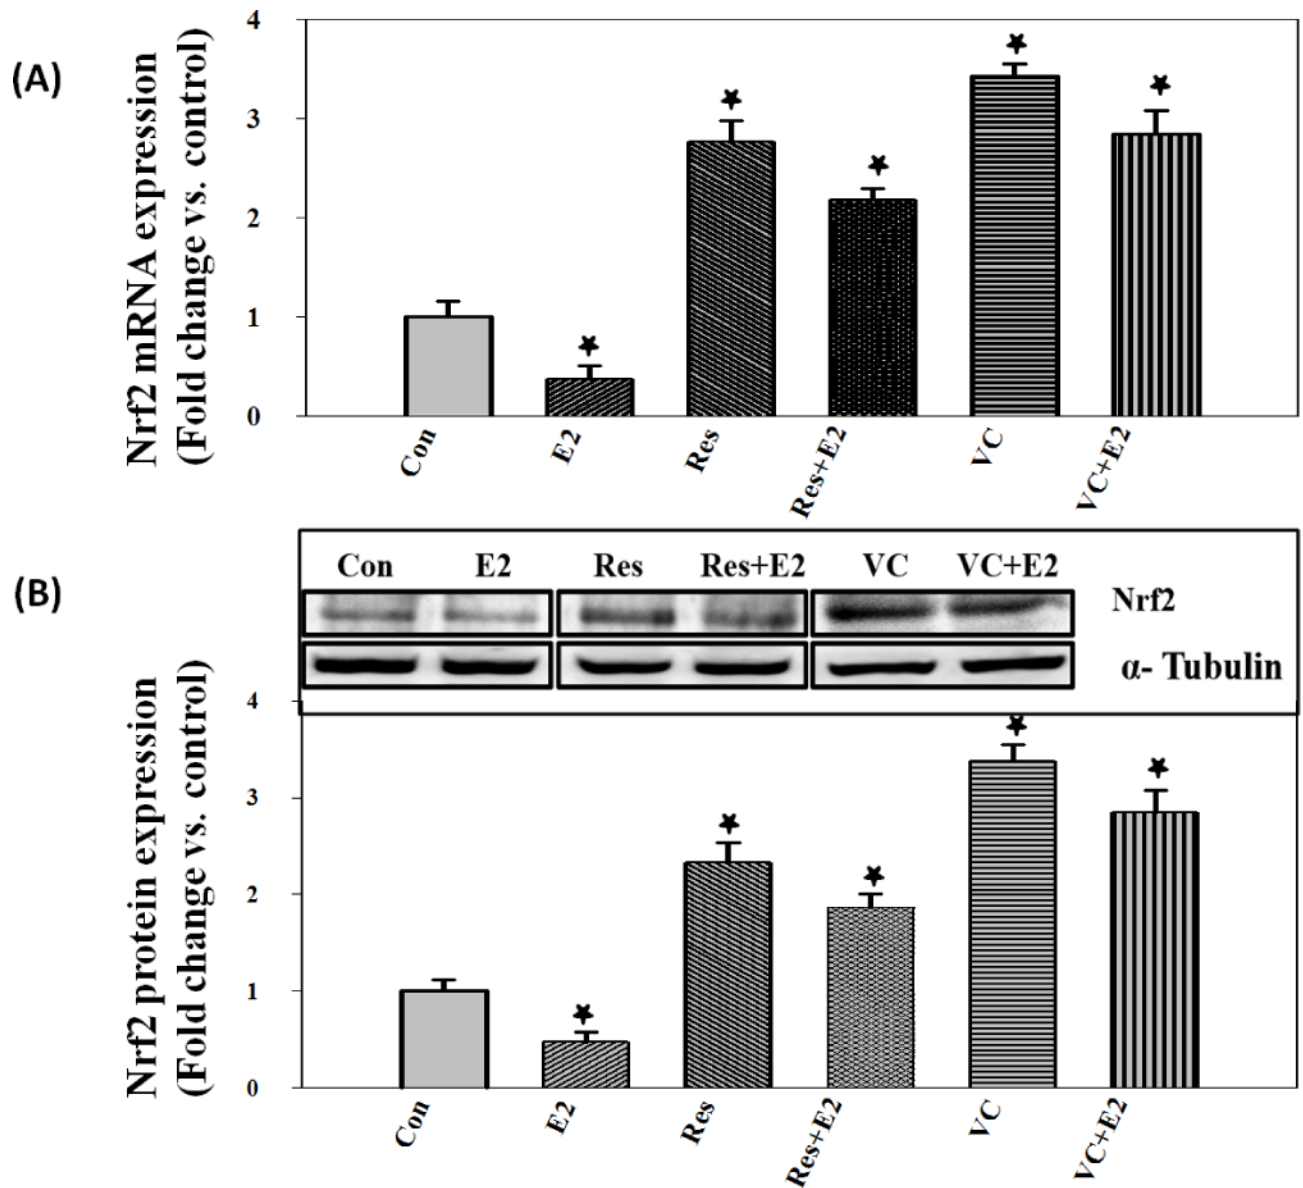 (A)
Nrf2 mRNA expression
(Fold change vs. control)
4
3
2
1
0
Con
E2
Res
Res+E2
VC
VC+E2
(B)
Con E2 Res Res+E2 VC VC+E2
Nrf2
α- Tubulin
Nrf2 protein expression
(Fold change vs. control)
4
3
2
1
0
Con
E2
Res
Res+E2
VC
VC+E2